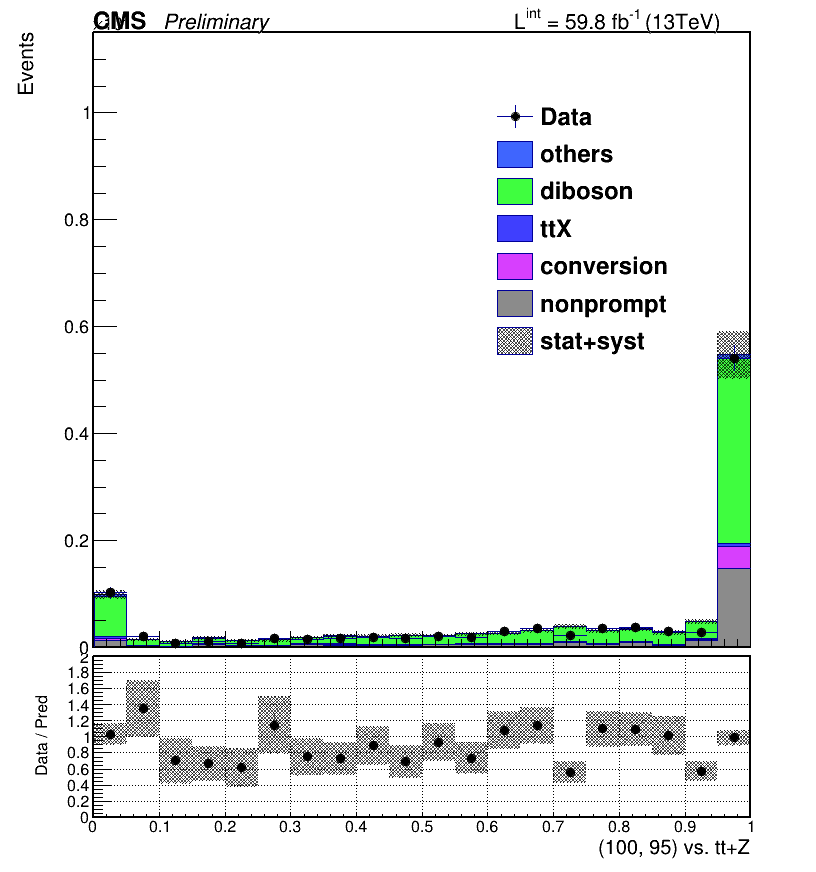 CMS Preliminary L^int = 59.8 fb^-1 (13TeV)
Events
1
0.8
0.6
0.4
0.2
0
Data
others
diboson
ttX
conversion
nonprompt
stat+syst
Data / Pred
2
1.8
1.6
1.4
1.2
1
0.8
0.6
0.4
0.2
0
0 0.1 0.2 0.3 0.4 0.5 0.6 0.7 0.8 0.9 1
(100, 95) vs. tt+Z